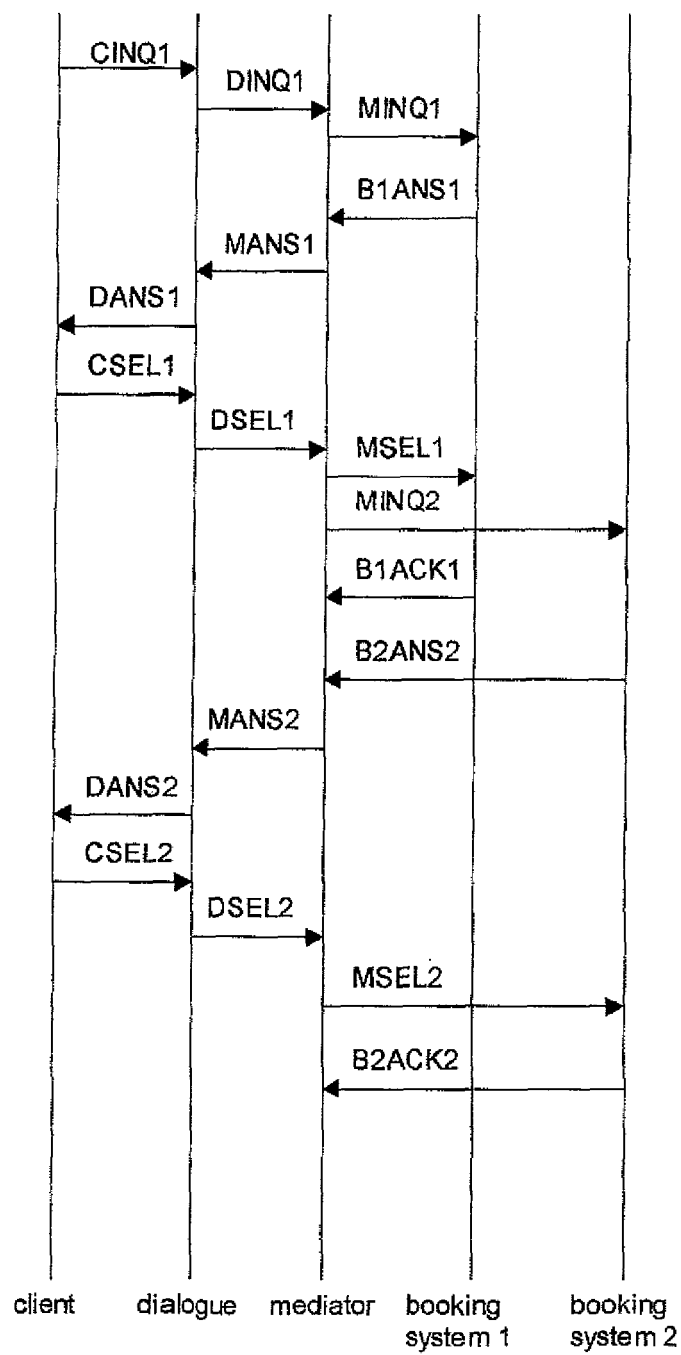 CINQ1
DINQ1
MINQ1
B1ANS1
MANS1
DANS1
CSEL1
DSEL1
MSEL1
MINQ2
B1ACK1
B2ANS2
MANS2
DANS2
CSEL2
DSEL2
MSEL2
B2ACK2
client dialogue mediator booking booking
system 1 system 2